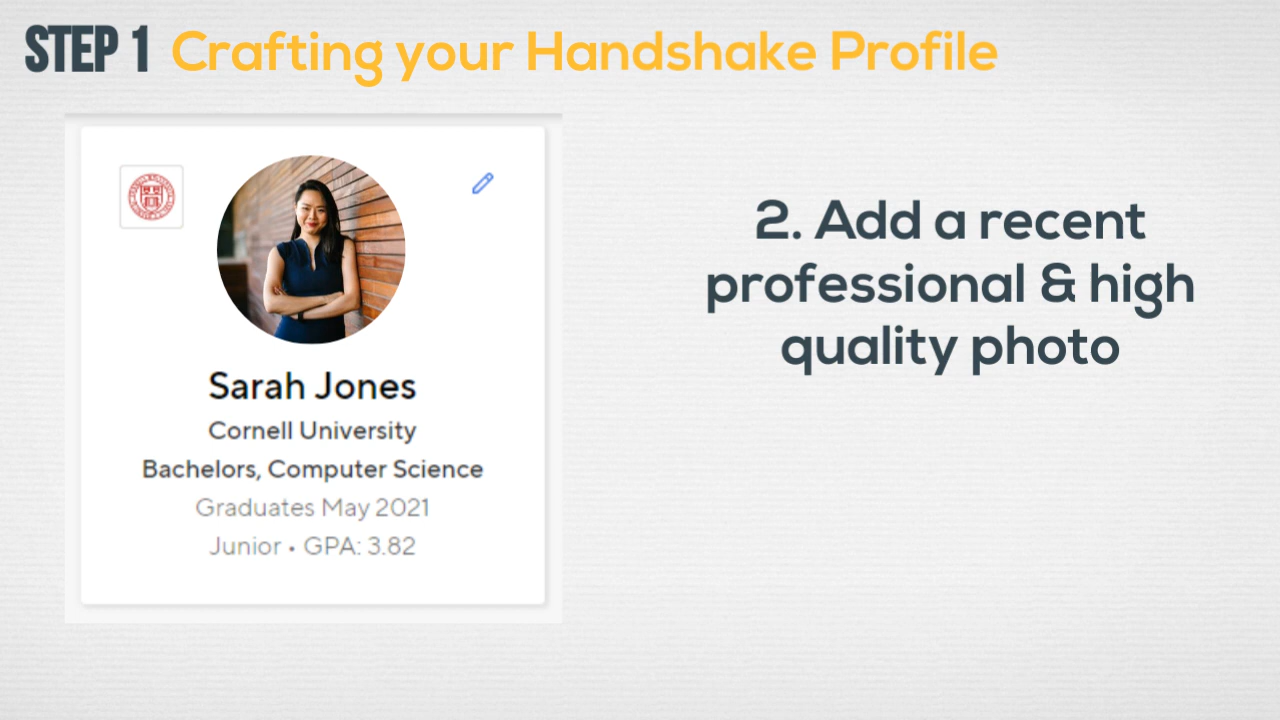 STEP 1 Crafting your Handshake Profile
Sarah Jones
Cornell University
Bachelors, Computer Science
Graduates May 2021
Junior • GPA: 3.82
2. Add a recent
professional & high
quality photo